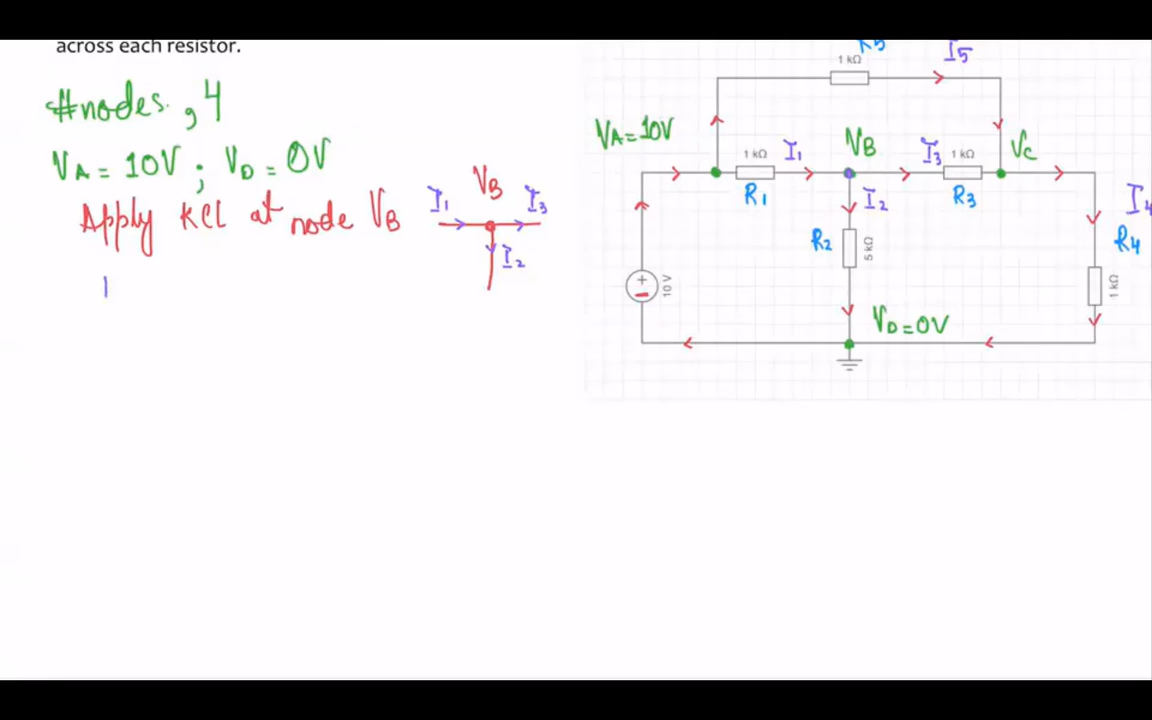 across each resistor.
#nodes , 4
VA = 10V ; VD = 0V
Apply KCL at node VB
VB
I1
I3
I2
R5
1 kΩ
I5
VA=10V
1 kΩ
I1
VB
I3
1 kΩ
VC
R1
I2
R3
I4
R2
5 kΩ
R4
+
10 V
1 kΩ
VD=0V